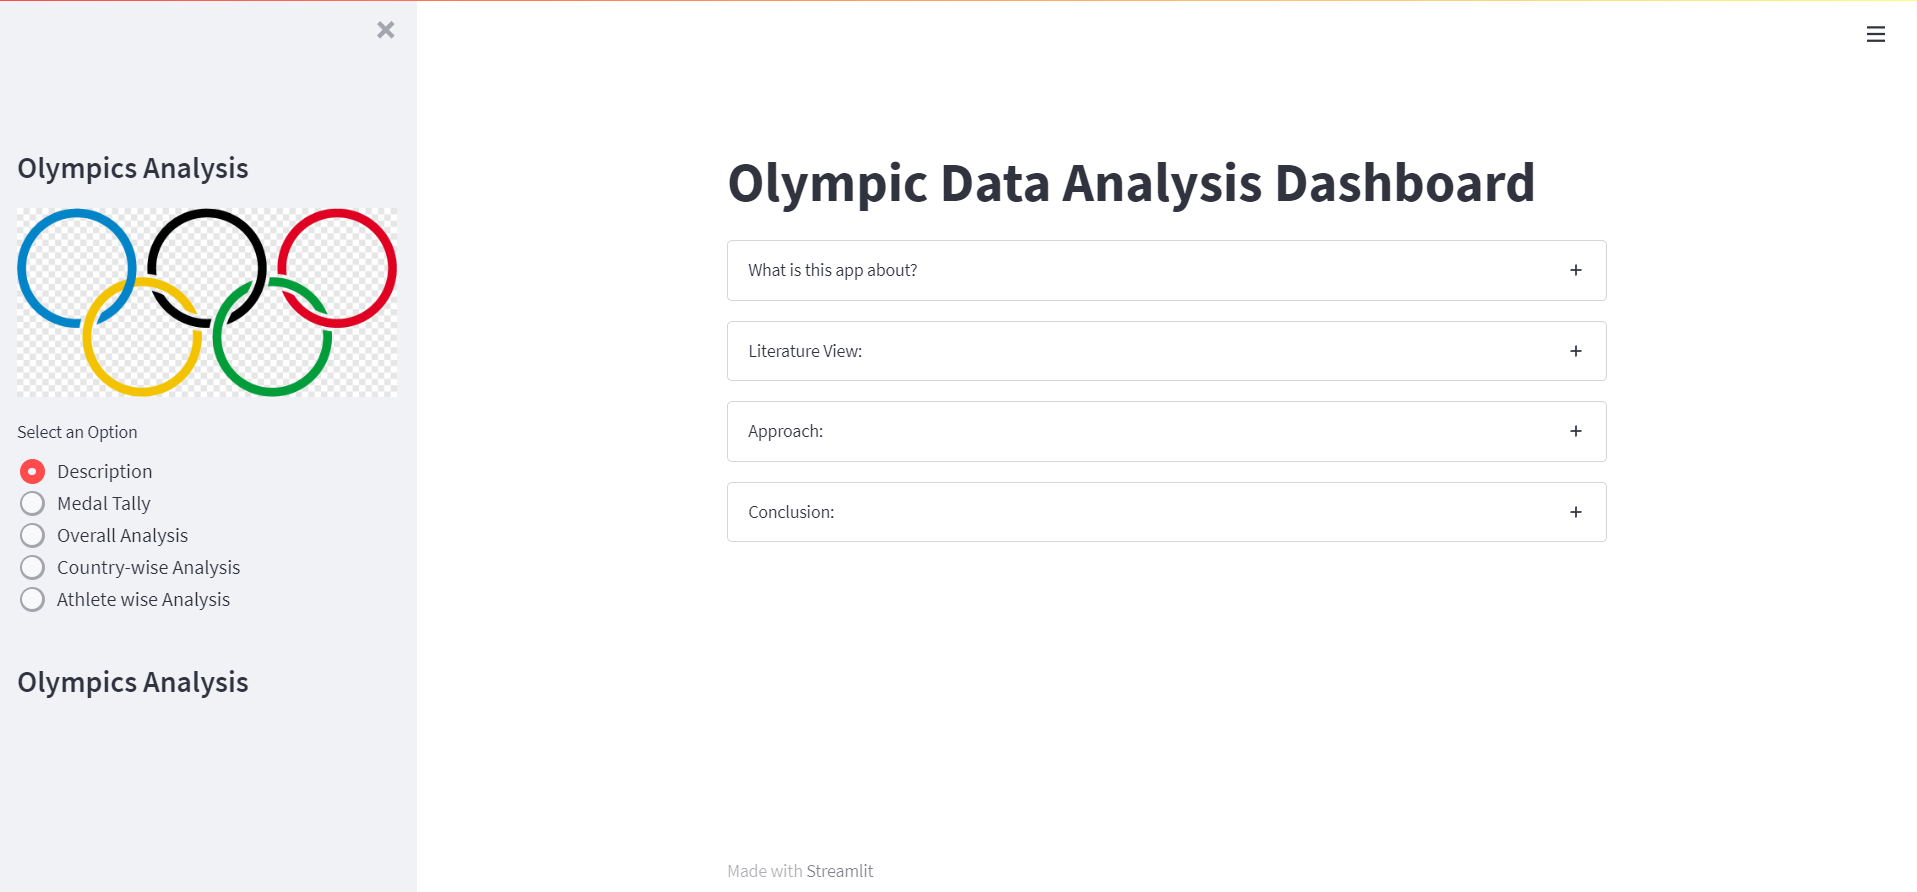 Olympics Analysis
Select an Option
Description
Medal Tally
Overall Analysis
Country-wise Analysis
Athlete wise Analysis
Olympics Analysis
Olympic Data Analysis Dashboard
What is this app about?
Literature View:
Approach:
Conclusion:
Made with Streamlit